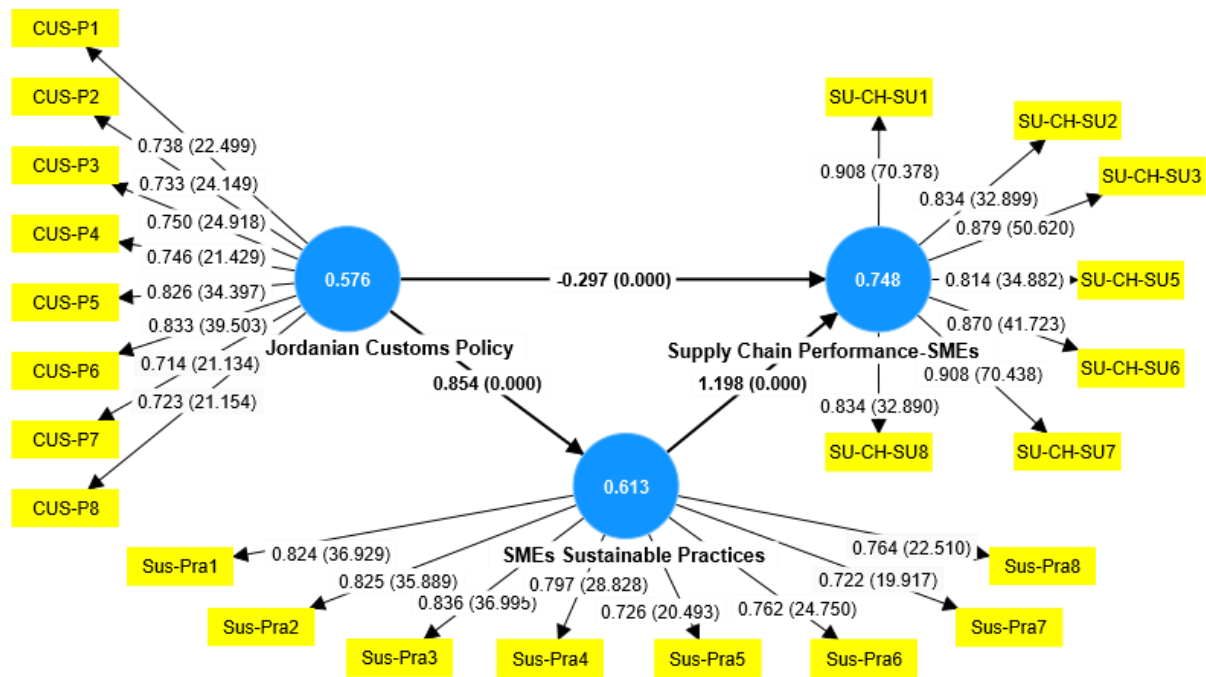 CUS-P1
CUS-P2
CUS-P3
CUS-P4
CUS-P5
CUS-P6
CUS-P7
CUS-P8
0.738 (22.499)
0.733 (24.149)
0.750 (24.918)
0.746 (21.429)
0.826 (34.397)
0.833 (39.503)
0.714 (21.134)
0.723 (21.154)
0.576
Jordanian Customs Policy
-0.297 (0.000)
0.854 (0.000)
1.198 (0.000)
0.748
Supply Chain Performance-SMEs
SU-CH-SU1
SU-CH-SU2
SU-CH-SU3
SU-CH-SU5
SU-CH-SU6
SU-CH-SU7
SU-CH-SU8
0.908 (70.378)
0.834 (32.899)
0.879 (50.620)
0.814 (34.882)
0.870 (41.723)
0.908 (70.438)
0.834 (32.890)
0.613
SMEs Sustainable Practices
0.824 (36.929)
0.825 (35.889)
0.836 (36.995)
0.797 (28.828)
0.726 (20.493)
0.762 (24.750)
0.722 (19.917)
0.764 (22.510)
Sus-Pra1
Sus-Pra2
Sus-Pra3
Sus-Pra4
Sus-Pra5
Sus-Pra6
Sus-Pra7
Sus-Pra8